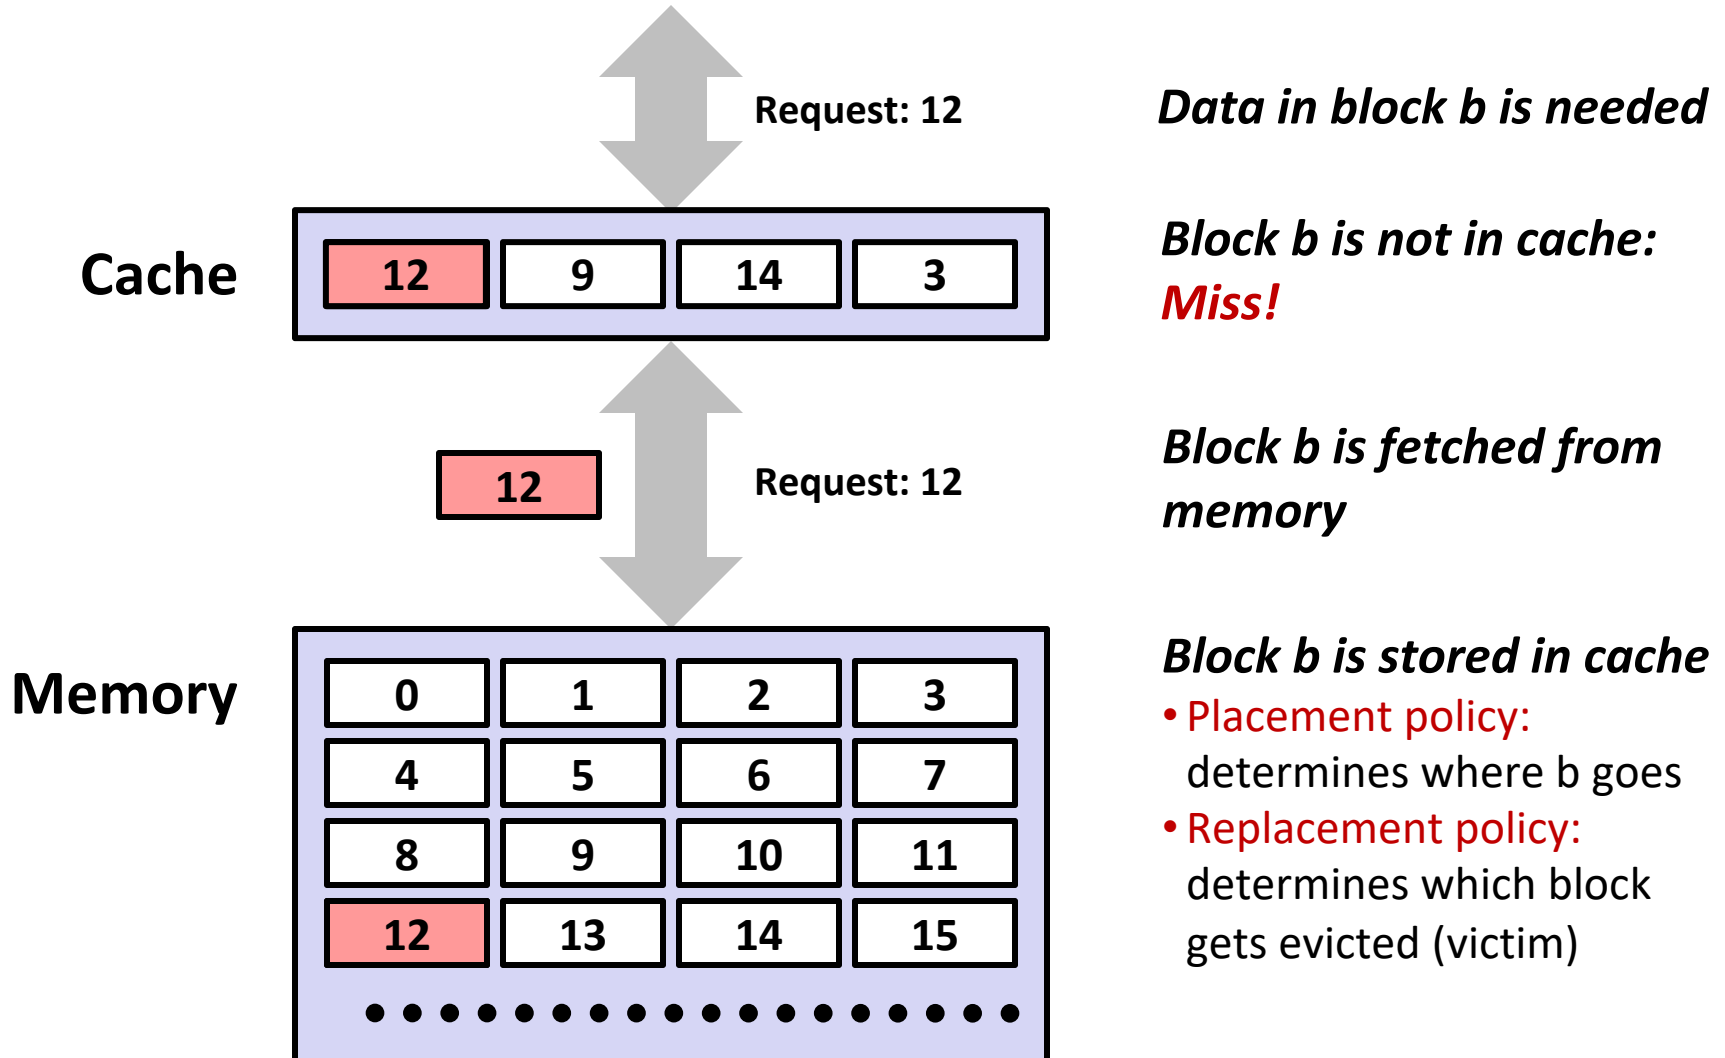 Request: 12
Data in block b is needed
Cache
12 9 14 3
Block b is not in cache:
Miss!
12
Request: 12
Block b is fetched from
memory
Memory
0 1 2 3
4 5 6 7
8 9 10 11
12 13 14 15
Block b is stored in cache
• Placement policy:
determines where b goes
• Replacement policy:
determines which block
gets evicted (victim)